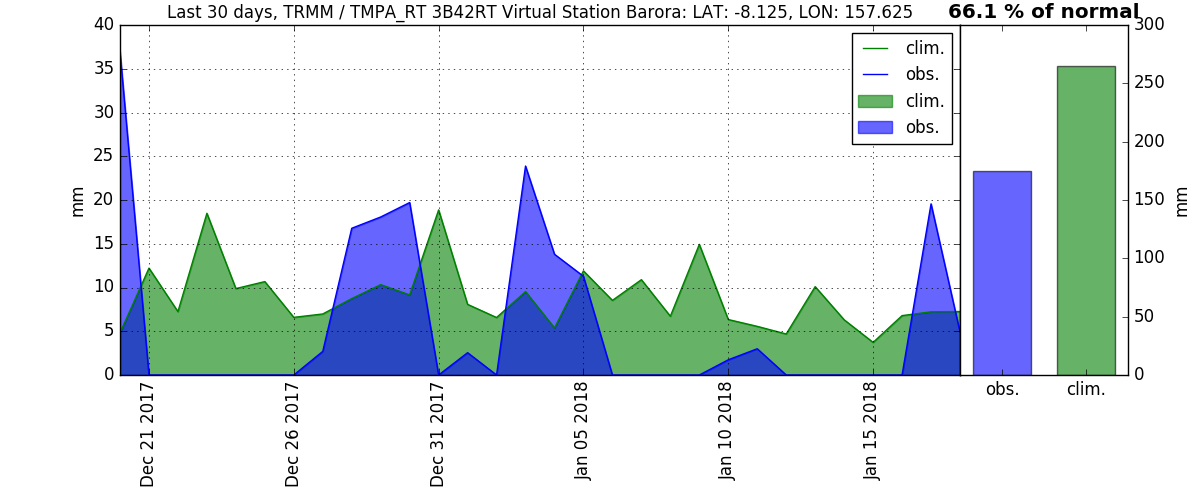 Last 30 days, TRMM / TMPA_RT 3B42RT Virtual Station Barora: LAT: -8.125, LON: 157.625
66.1 % of normal
40
35
30
25
20
15
10
5
0
mm
clim.
obs.
clim.
obs.
300
250
200
150
100
50
0
mm
Dec 21 2017
Dec 26 2017
Dec 31 2017
Jan 05 2018
Jan 10 2018
Jan 15 2018
obs.
clim.